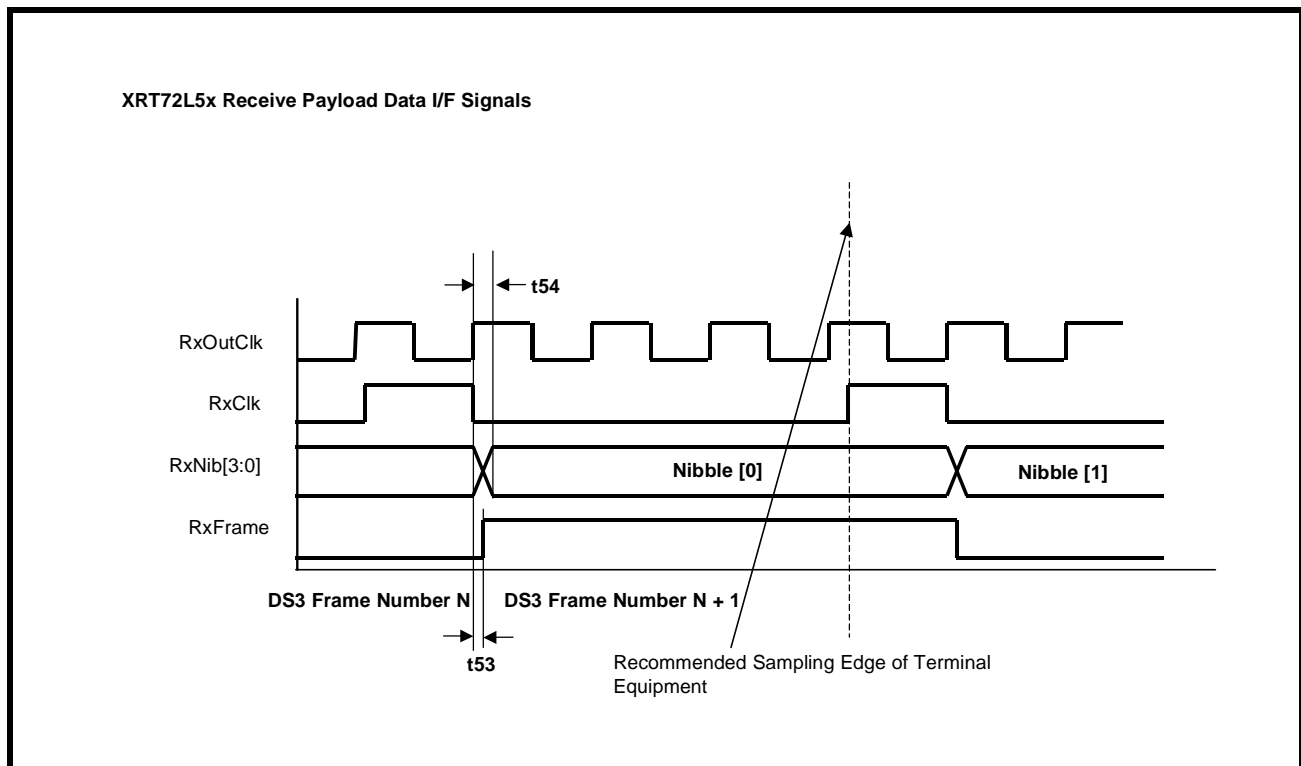 XRT72L5x Receive Payload Data I/F Signals
t54
RxOutClk
RxClk
RxNib[3:0]
Nibble [0]
Nibble [1]
RxFrame
DS3 Frame Number N
DS3 Frame Number N + 1
t53
Recommended Sampling Edge of Terminal
Equipment